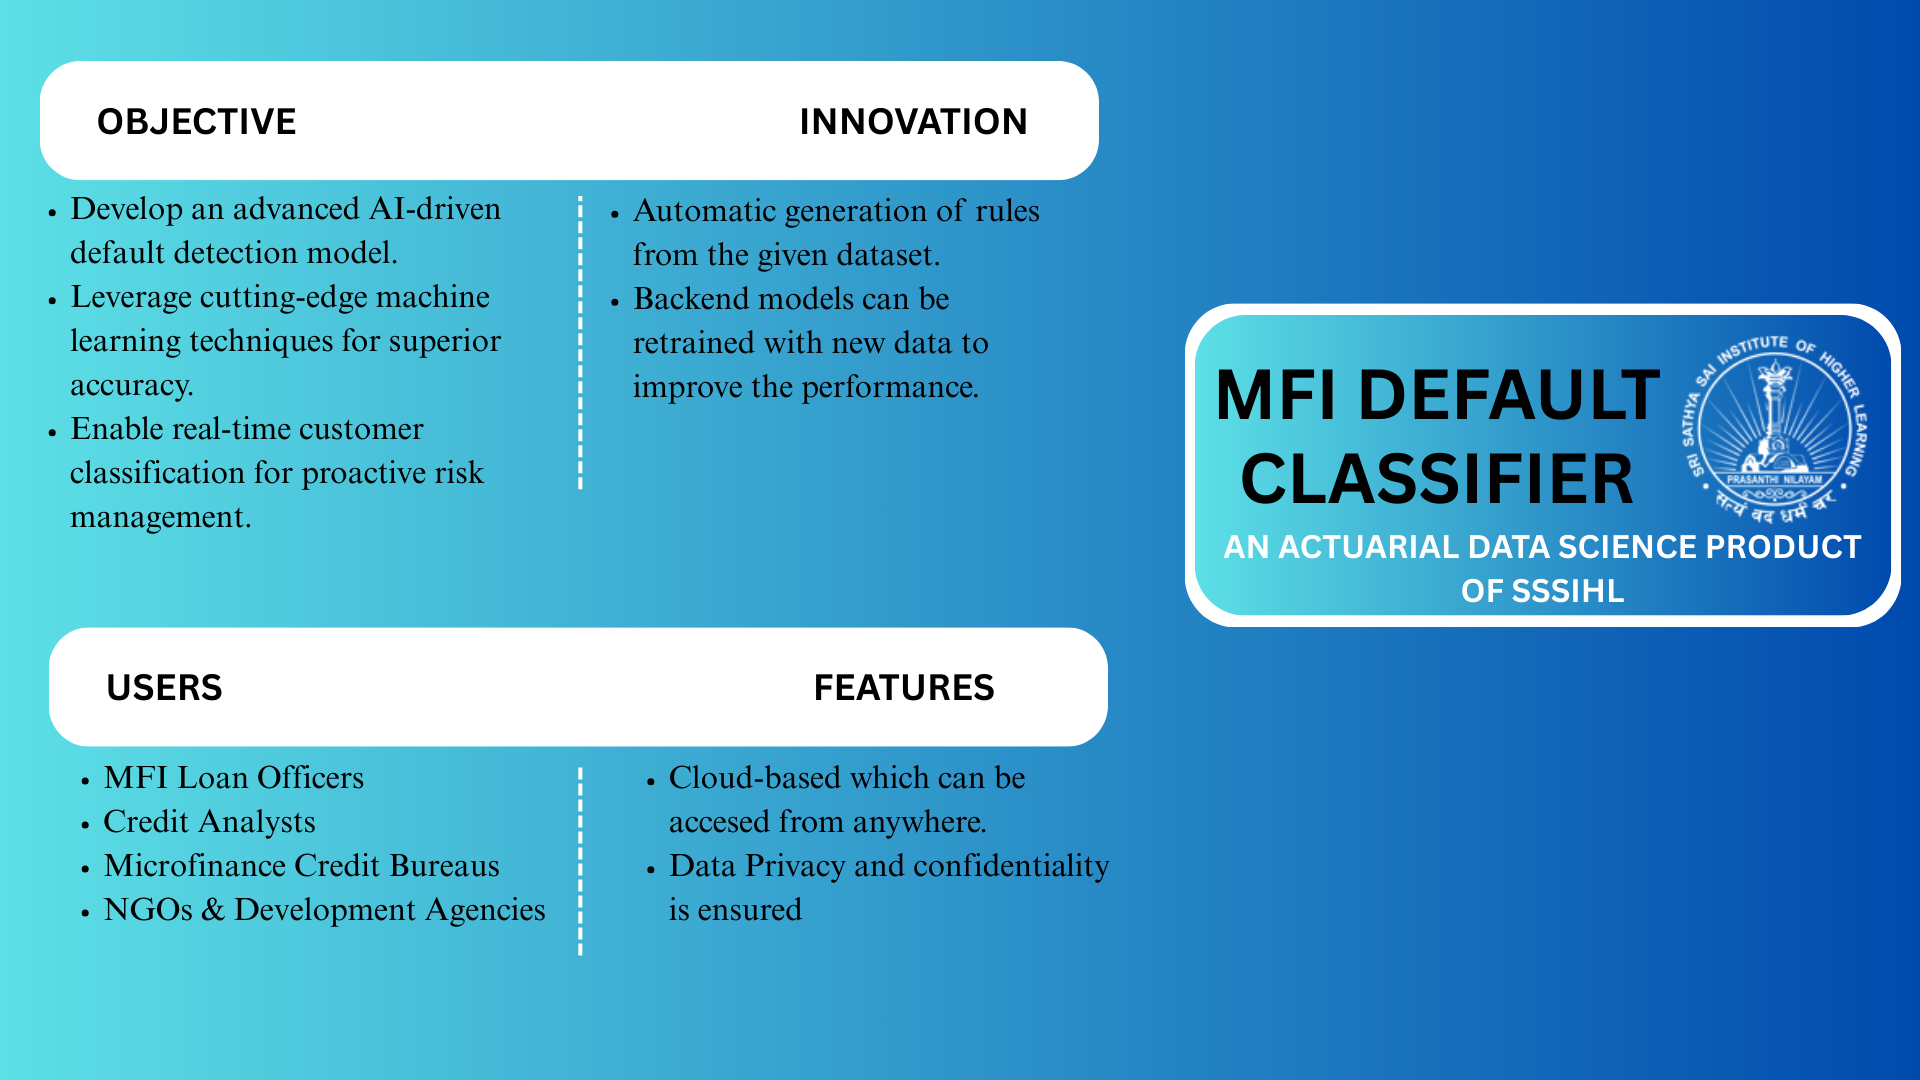 OBJECTIVE
INNOVATION
• Develop an advanced AI-driven
default detection model.
• Leverage cutting-edge machine
learning techniques for superior
accuracy.
• Enable real-time customer
classification for proactive risk
management.
• Automatic generation of rules
from the given dataset.
• Backend models can be
retrained with new data to
improve the performance.
USERS
FEATURES
• MFI Loan Officers
• Credit Analysts
• Microfinance Credit Bureaus
• NGOs & Development Agencies
• Cloud-based which can be
accesed from anywhere.
• Data Privacy and confidentiality
is ensured
MFI DEFAULT
CLASSIFIER
SRI SATHYA SAI INSTITUTE OF HIGHER LEARNING
PRASANTHI NILAYAM
• सत्यं वद धर्मं चर •
AN ACTUARIAL DATA SCIENCE PRODUCT
OF SSSIHL